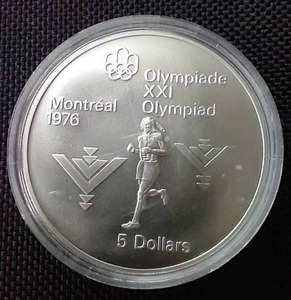 Olympiade
XXI
Montréal Olympiad
1976
5 Dollars